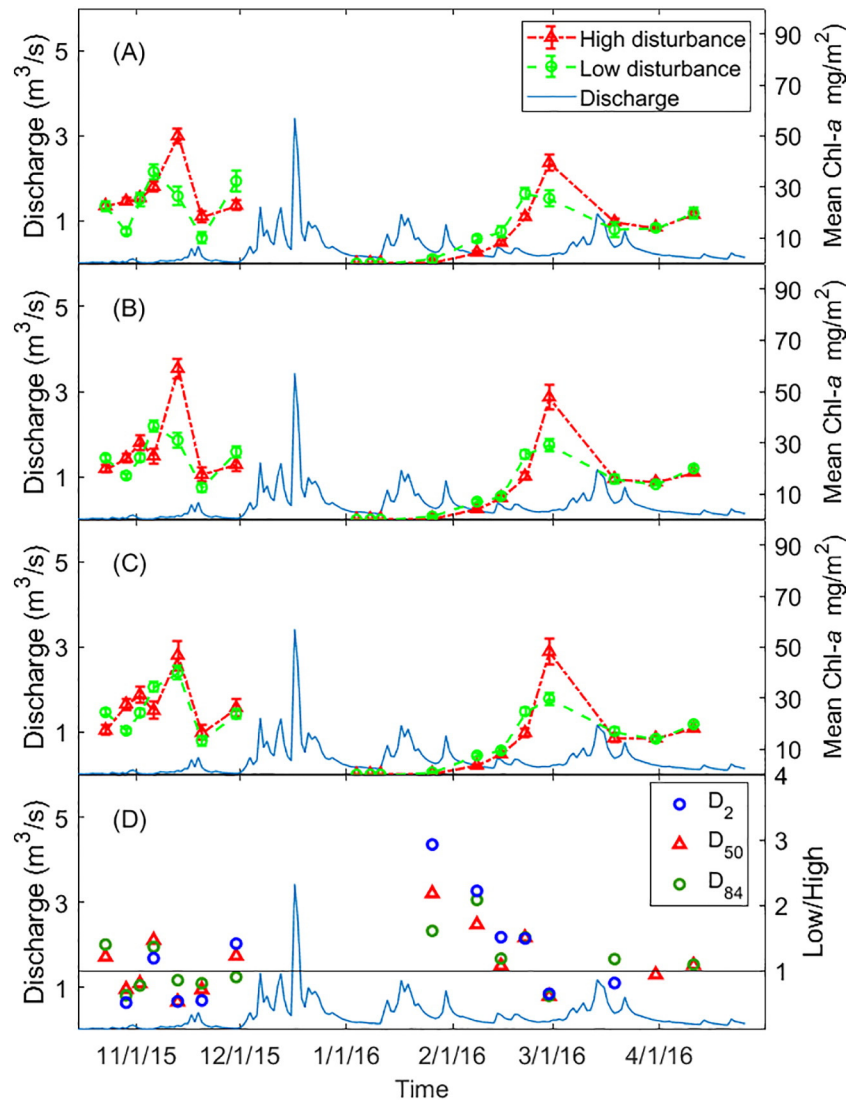 (A)
5
3
1
Discharge (m³/s)
High disturbance
Low disturbance
Discharge
90
70
50
30
10
Mean Chl-a mg/m²)
(B)
5
3
1
Discharge (m³/s)
90
70
50
30
10
Mean Chl-a mg/m²)
(C)
5
3
1
Discharge (m³/s)
90
70
50
30
10
Mean Chl-a mg/m²)
(D)
5
3
1
Discharge (m³/s)
D₂
D₅₀
D₈₄
4
3
2
1
Low/High
11/1/15 12/1/15 1/1/16 2/1/16 3/1/16 4/1/16
Time